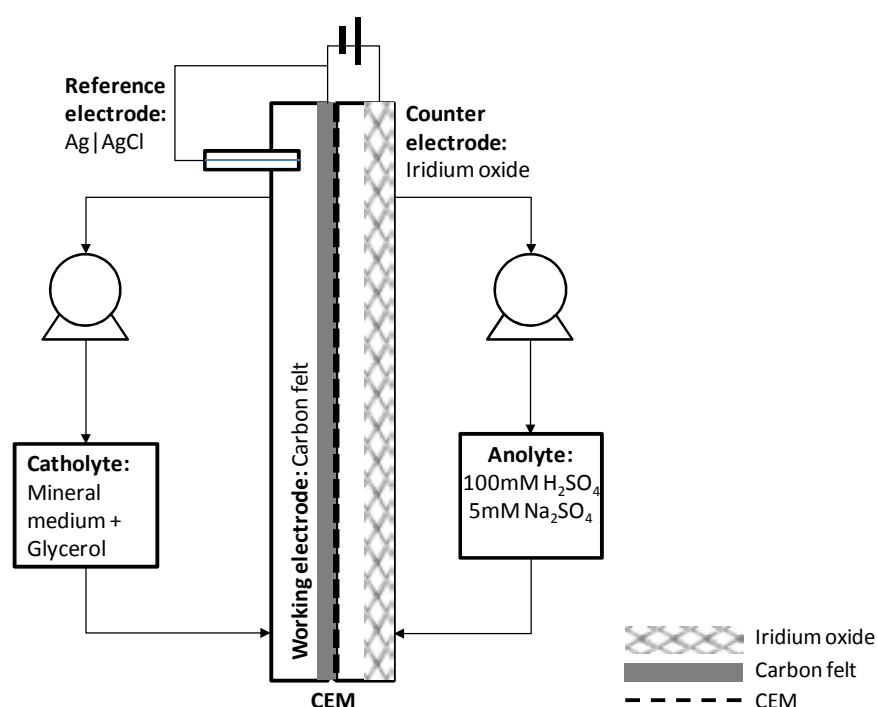 Reference
electrode:
Ag|AgCl
Counter
electrode:
Iridium oxide
Working electrode: Carbon felt
Catholyte:
Mineral
medium +
Glycerol
Anolyte:
100mM H₂SO₄
5mM Na₂SO₄
CEM
Iridium oxide
Carbon felt
CEM